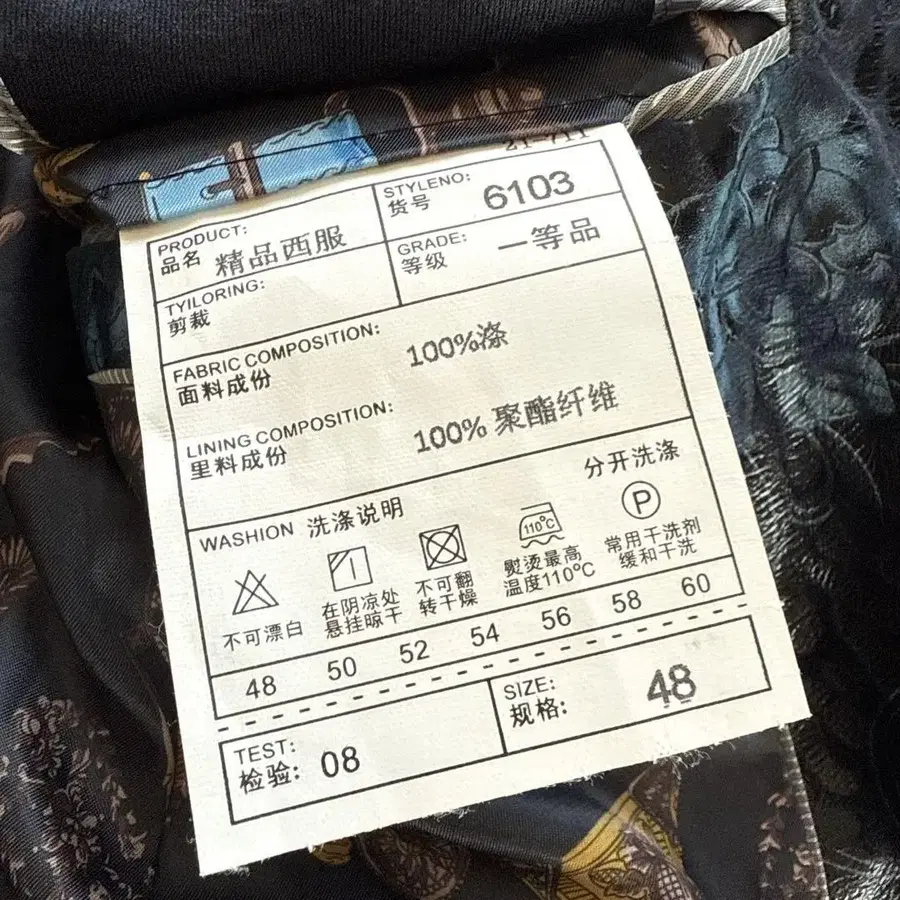 21-711
PRODUCT:
品名 精品西服
STYLENO:
货号 6103
TYILORING:
剪裁
GRADE:
等级 一等品
FABRIC COMPOSITION:
面料成份 100%涤
LINING COMPOSITION:
里料成份 100% 聚酯纤维
分开洗涤
WASHION 洗涤说明
110°C
P
不可漂白
在阴凉处
悬挂晾干
不可翻
转干燥
熨烫最高
温度110°C
常用干洗剂
缓和干洗
48 50 52 54 56 58 60
TEST:
检验: 08
SIZE:
规格: 48